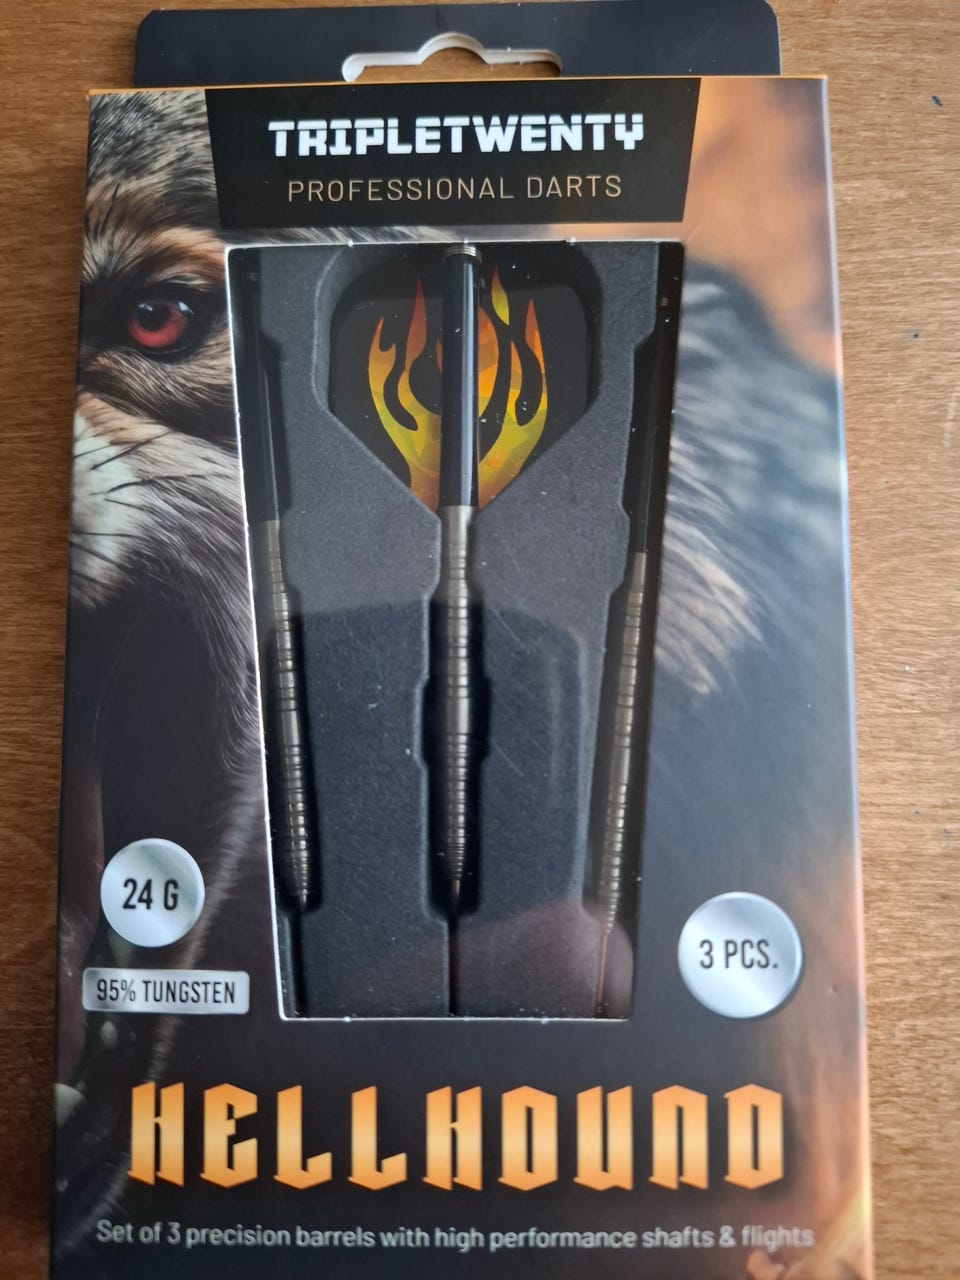 TRIPLETWENTY
PROFESSIONAL DARTS
24 G
95% TUNGSTEN
3 PCS.
HELLHOUND
Set of 3 precision barrels with high performance shafts & flights